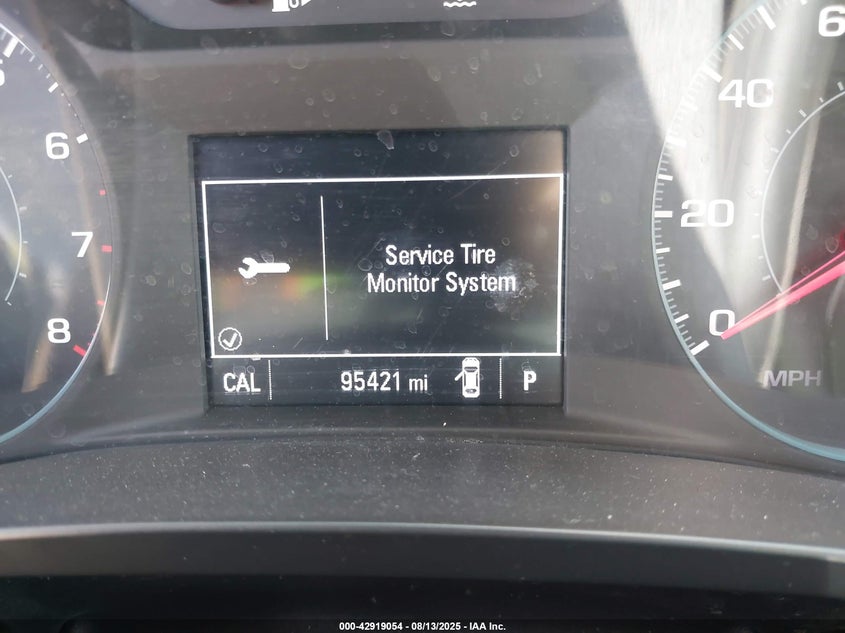 6
40
6
Service Tire
20
7
Monitor System
0
8
CAL 95421 mi P
MPH
000-42919054 - 08/13/2025 - IAA Inc.